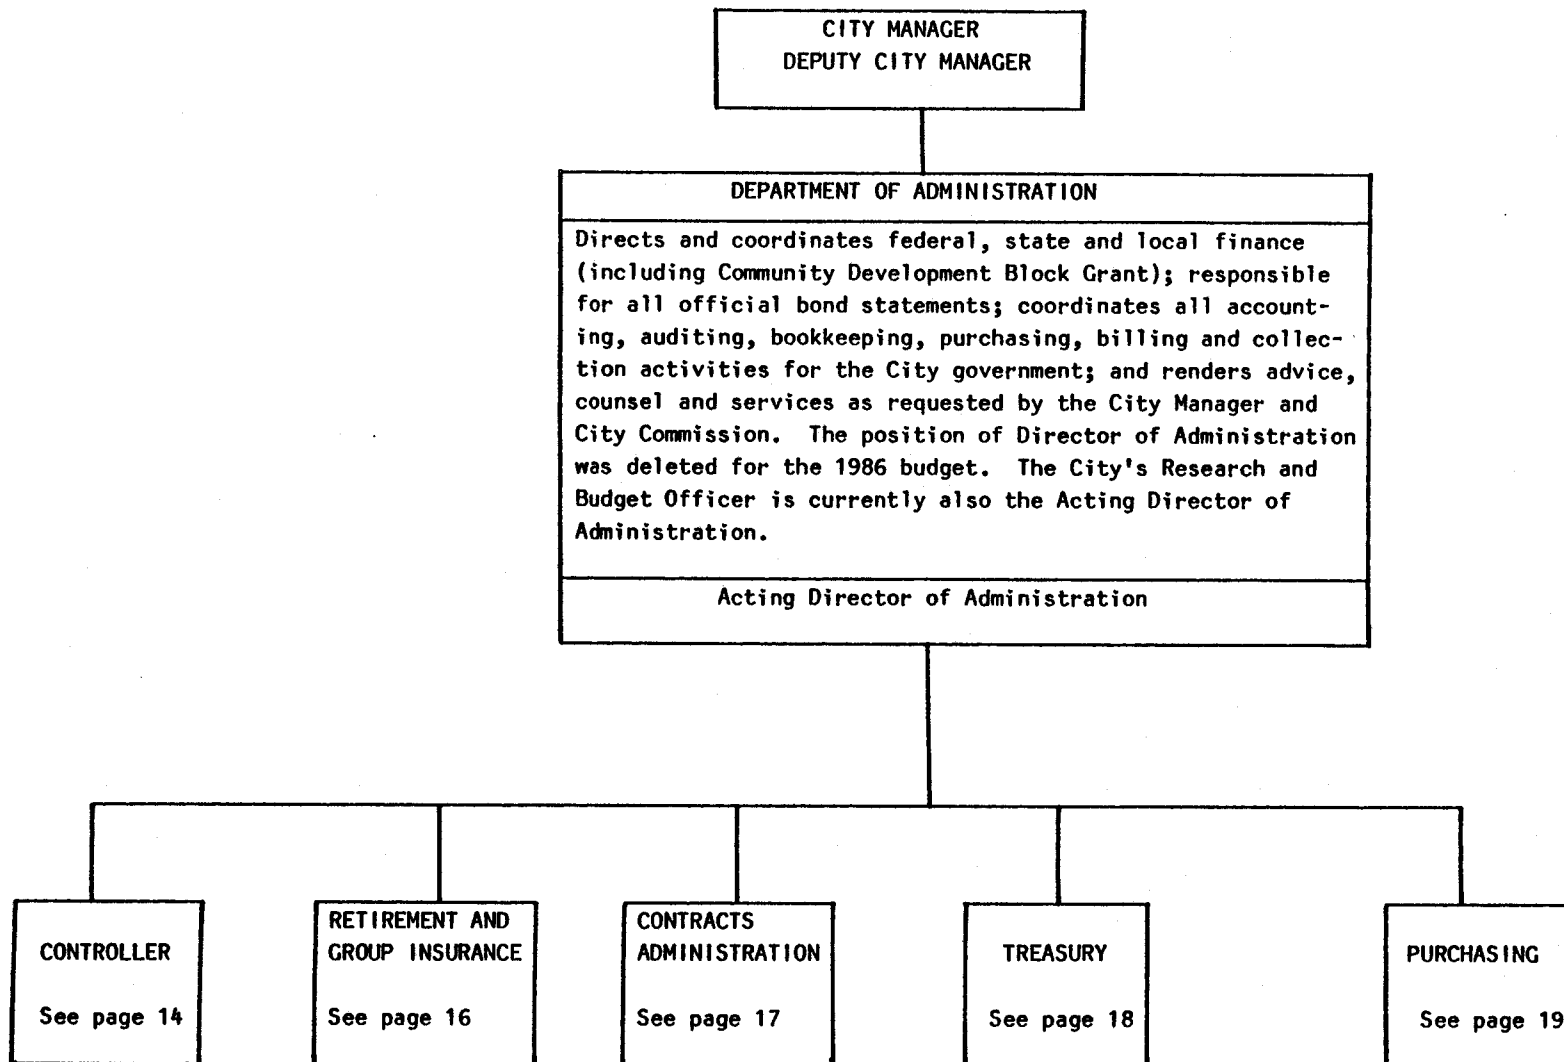 CITY MANAGER
DEPUTY CITY MANAGER
DEPARTMENT OF ADMINISTRATION
Directs and coordinates federal, state and local finance
(including Community Development Block Grant); responsible
for all official bond statements; coordinates all account-
ing, auditing, bookkeeping, purchasing, billing and collec-
tion activities for the City government; and renders advice,
counsel and services as requested by the City Manager and
City Commission. The position of Director of Administration
was deleted for the 1986 budget. The City's Research and
Budget Officer is currently also the Acting Director of
Administration.
Acting Director of Administration
CONTROLLER
See page 14
RETIREMENT AND
GROUP INSURANCE
See page 16
CONTRACTS
ADMINISTRATION
See page 17
TREASURY
See page 18
PURCHASING
See page 19